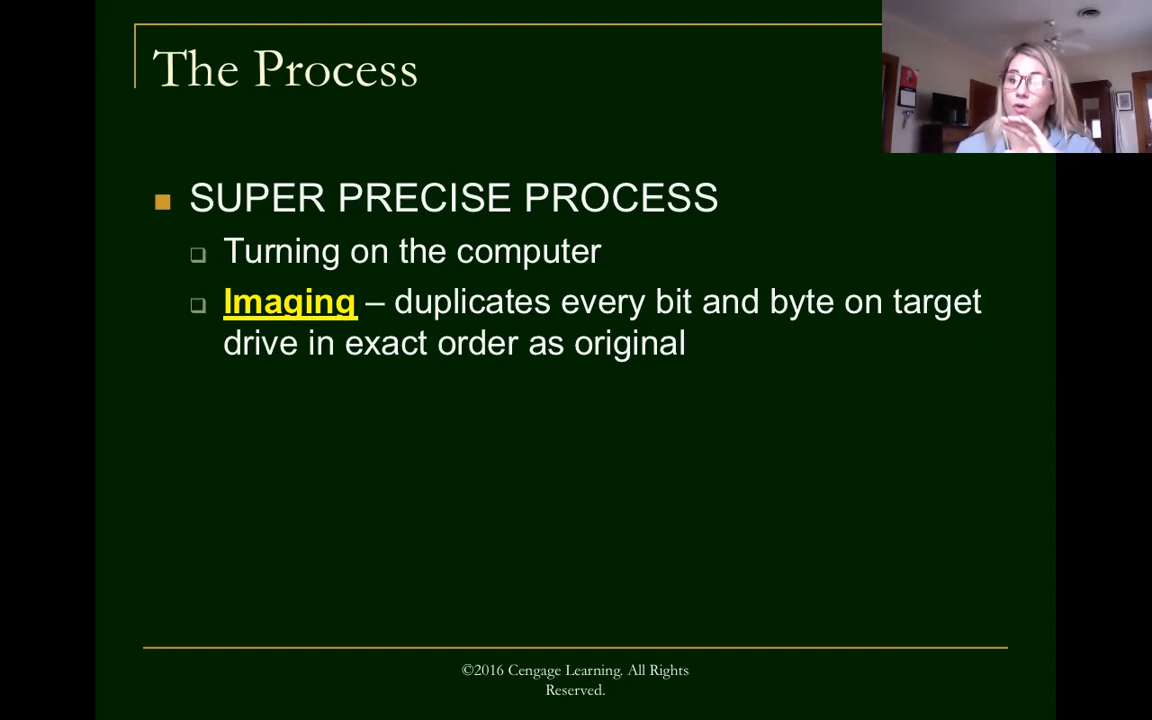 The Process
SUPER PRECISE PROCESS
Turning on the computer
Imaging – duplicates every bit and byte on target
drive in exact order as original
©2016 Cengage Learning. All Rights
Reserved.